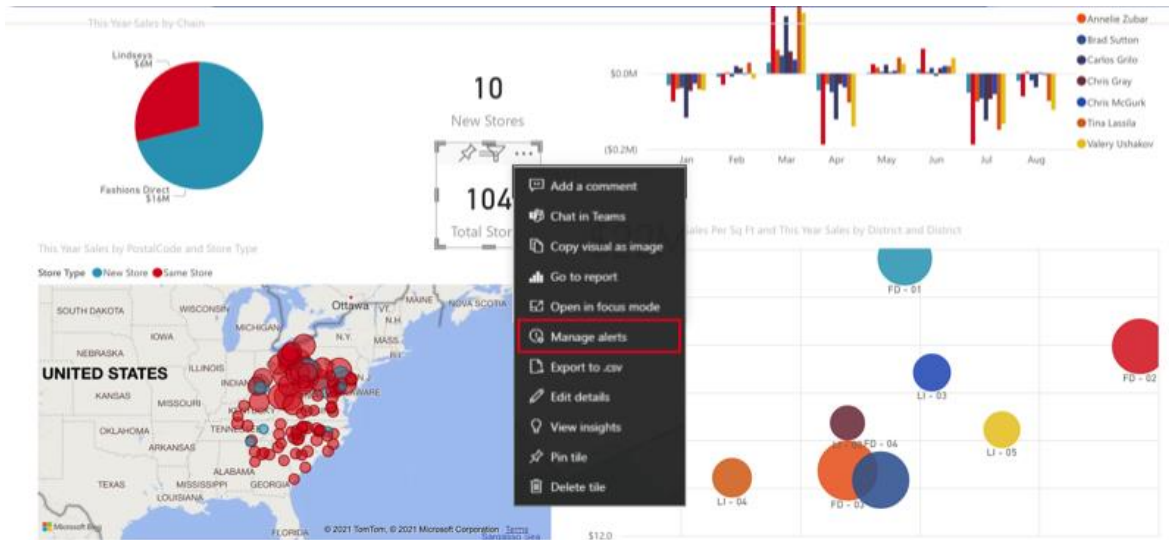 This Year Sales by Chain
Lindseys
$6M
Fashions Direct
$16M
10
New Stores
104
Total Stor
$0.0M
($0.2M)
Jan Feb Mar Apr May Jun Jul Aug
Annelie Zubar
Brad Sutton
Carlos Grilo
Chris Gray
Chris McGurk
Tina Lassila
Valery Ushakov
Add a comment
Chat in Teams
Copy visual as image
Go to report
Open in focus mode
Manage alerts
Export to .csv
Edit details
View insights
Pin tile
Delete tile
This Year Sales by PostalCode and Store Type
Store Type New Store Same Store
SOUTH DAKOTA
WISCONSIN
MICHIGAN
Ottawa
VT.
MAINE
NOVA SCOTIA
N.H.
N.Y.
MASS.
IOWA
NEBRASKA
UNITED STATES
ILLINOIS
INDIAN
KANSAS
MISSOURI
OKLAHOMA
ARKANSAS
ALABAMA
TEXAS
MISSISSIPPI
GEORGIA
LOUISIANA
FLORIDA
Microsoft Bing
© 2021 TomTom, © 2021 Microsoft Corporation Terms
Sargasso Sea
Sales Per Sq Ft and This Year Sales by District and District
FD - 01
FD - 02
LI - 03
FD - 04
LI - 05
LI - 04
$12.0